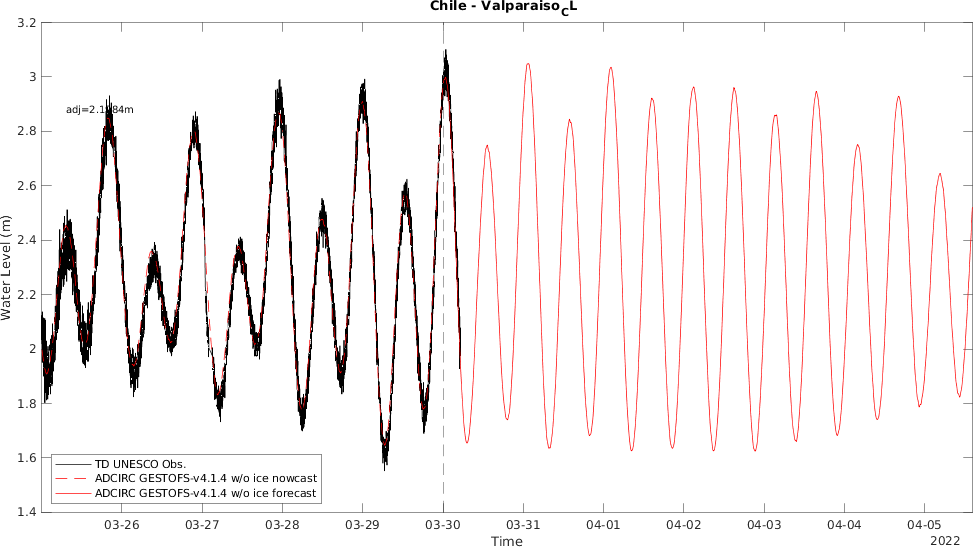 Chile - Valparaiso_CL
3.2
3
2.8
2.6
2.4
2.2
2
1.8
1.6
1.4
Water Level (m)
TD UNESCO Obs.
ADCIRC GESTOFS-v4.1.4 w/o ice nowcast
ADCIRC GESTOFS-v4.1.4 w/o ice forecast
03-26 03-27 03-28 03-29 03-30 03-31 04-01 04-02 04-03 04-04 04-05
Time
2022